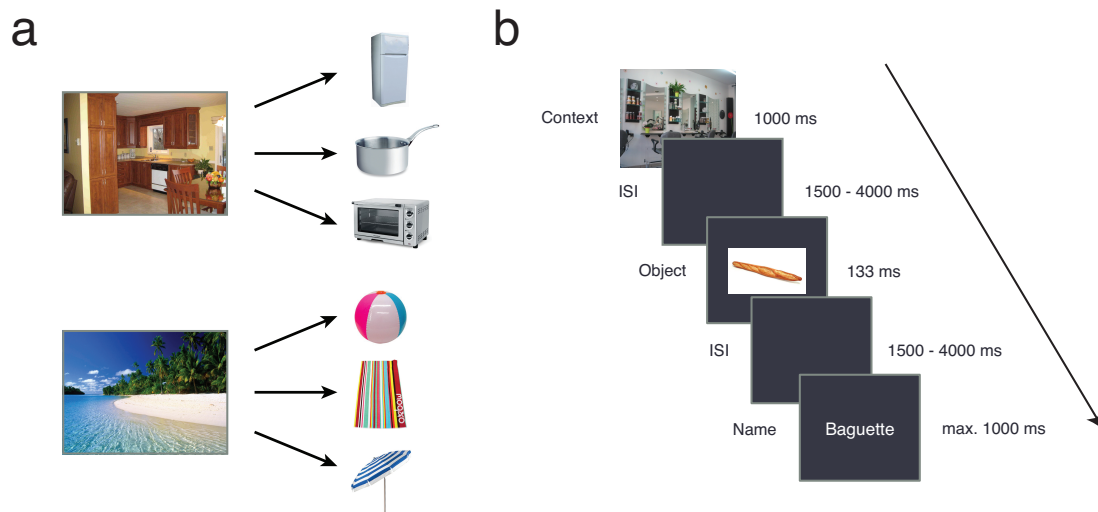 a
b
Context
1000 ms
ISI
1500 - 4000 ms
Object
133 ms
ISI
1500 - 4000 ms
Name
Baguette
max. 1000 ms